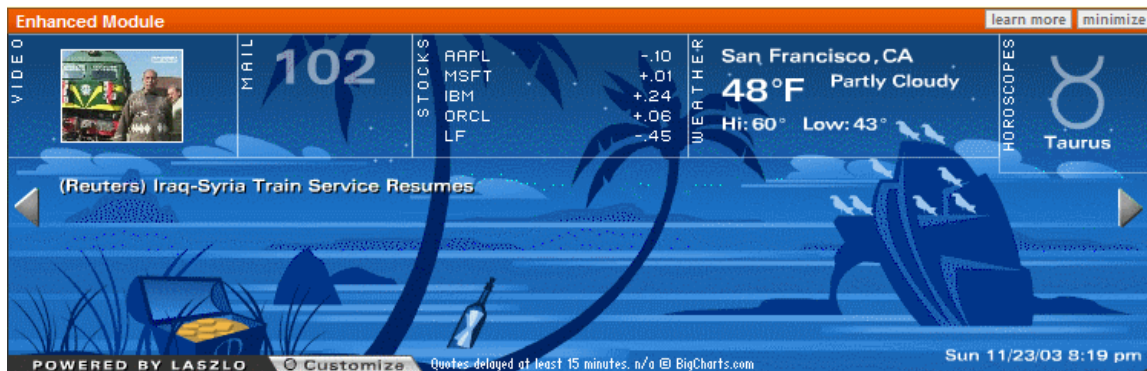 Enhanced Module
learn more
minimize
VIDEO
MAIL
102
STOCKS
AAPL -.10
MSFT +.01
IBM +.24
ORCL +.06
LF -.45
WEATHER
San Francisco, CA
48°F Partly Cloudy
Hi: 60° Low: 43°
HOROSCOPES
Taurus
(Reuters) Iraq-Syria Train Service Resumes
POWERED BY LASZLO
Customize
Quotes delayed at least 15 minutes. n/a © BigCharts.com
Sun 11/23/03 8:19 pm